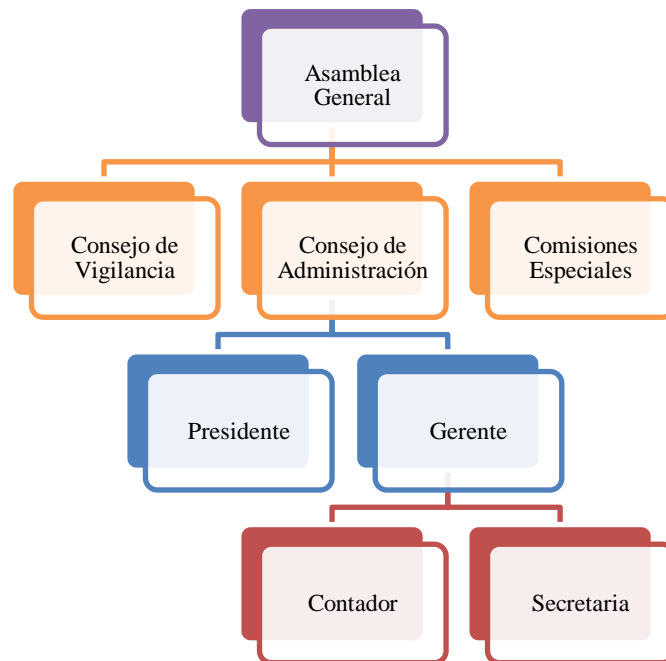 Asamblea
General
Consejo de
Vigilancia
Consejo de
Administración
Comisiones
Especiales
Presidente
Gerente
Contador
Secretaria